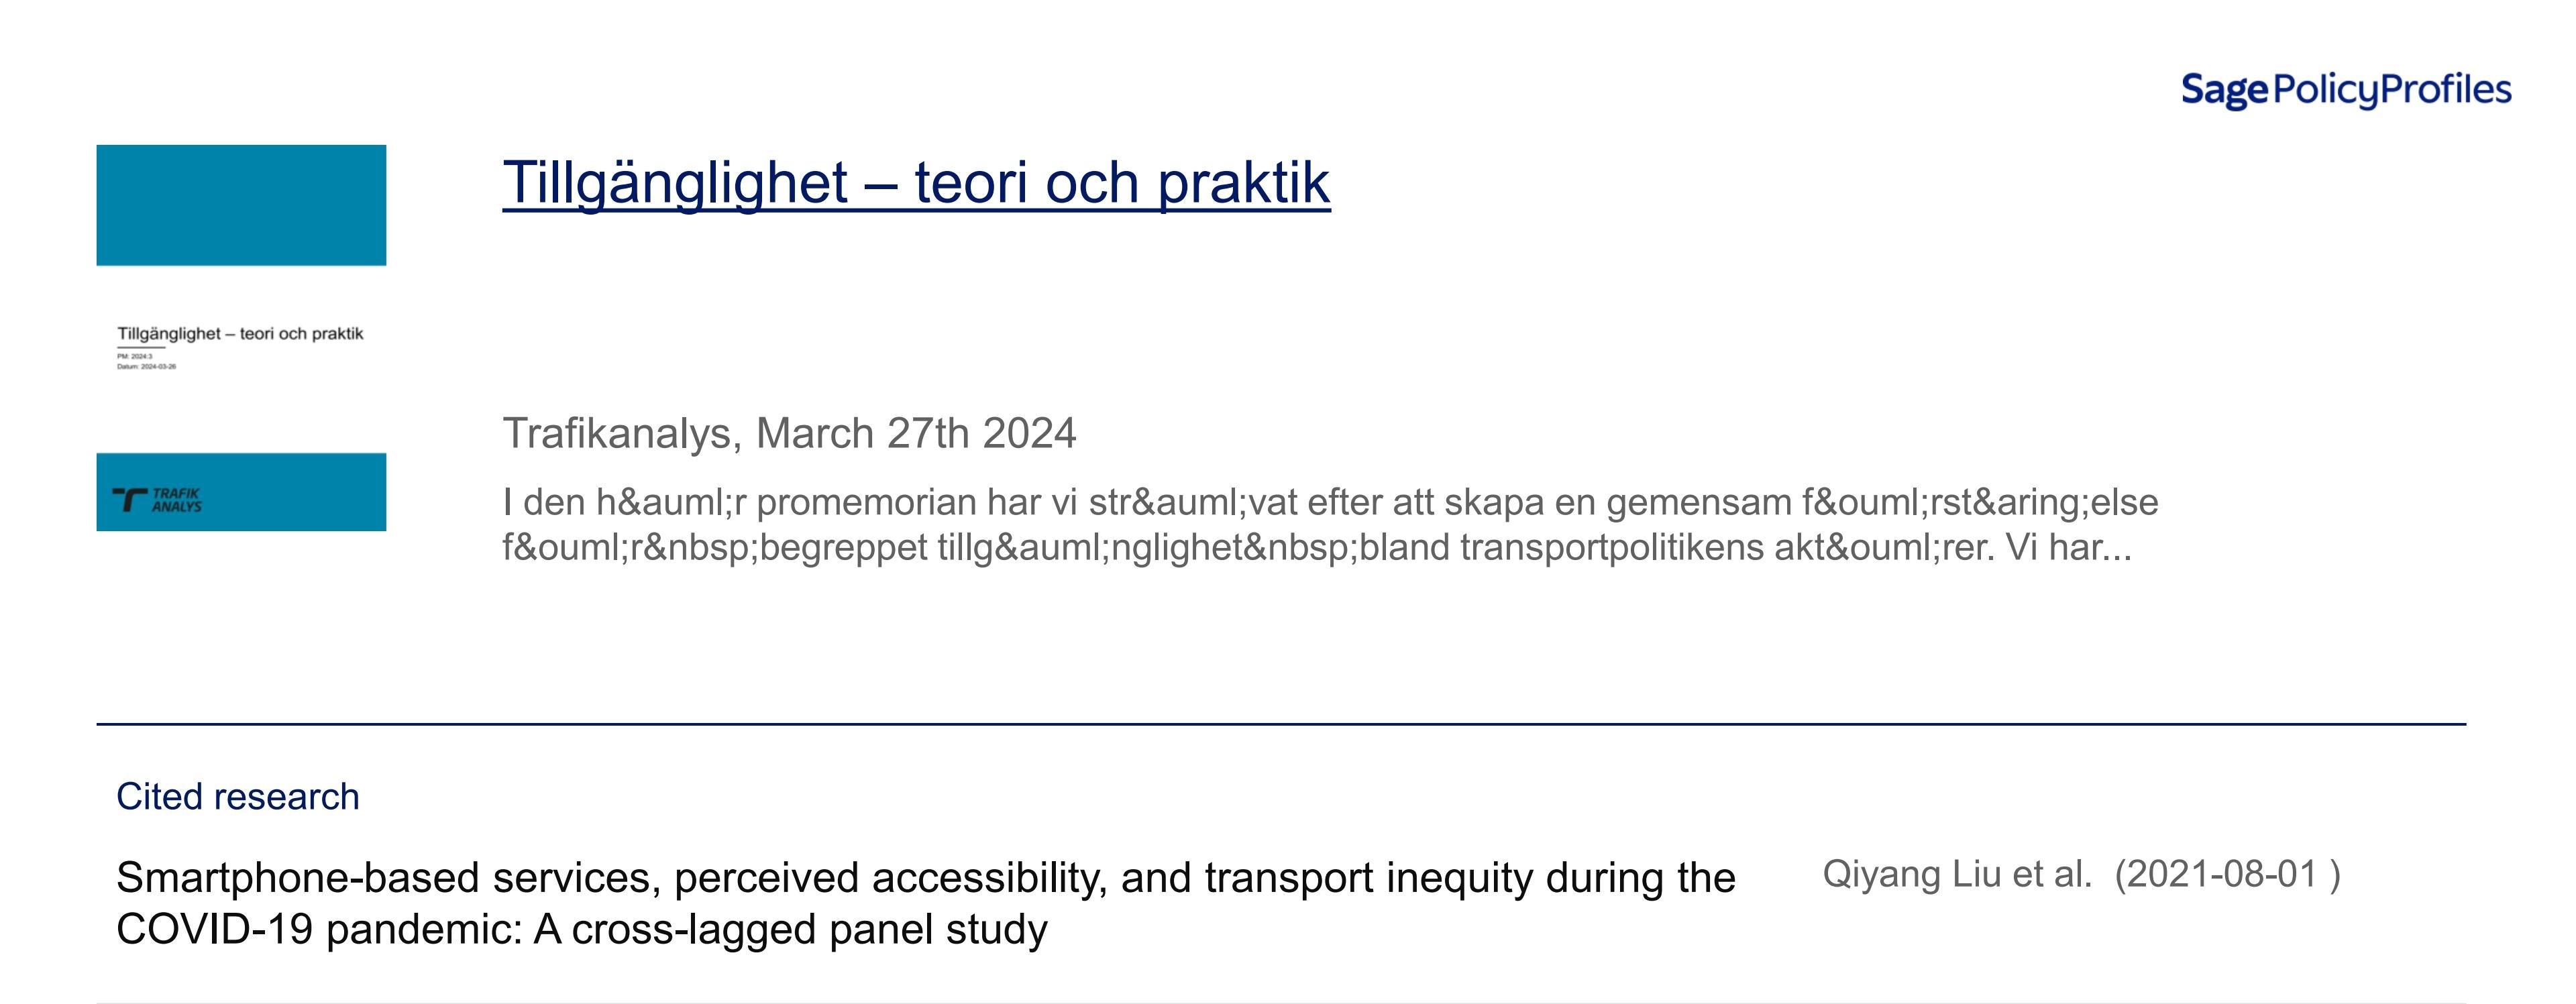 SagePolicyProfiles
Tillgänglighet – teori och praktik
Tillgänglighet – teori och praktik
PM: 2024:3
Datum: 2024-03-26
TRAFIK
ANALYS
Trafikanalys, March 27th 2024
I den h&auml;r promemorian har vi str&auml;vat efter att skapa en gemensam f&ouml;rst&aring;else
f&ouml;r&nbsp;begreppet tillg&auml;nglighet&nbsp;bland transportpolitikens akt&ouml;rer. Vi har...
Cited research
Smartphone-based services, perceived accessibility, and transport inequity during the
COVID-19 pandemic: A cross-lagged panel study
Qiyang Liu et al. (2021-08-01 )